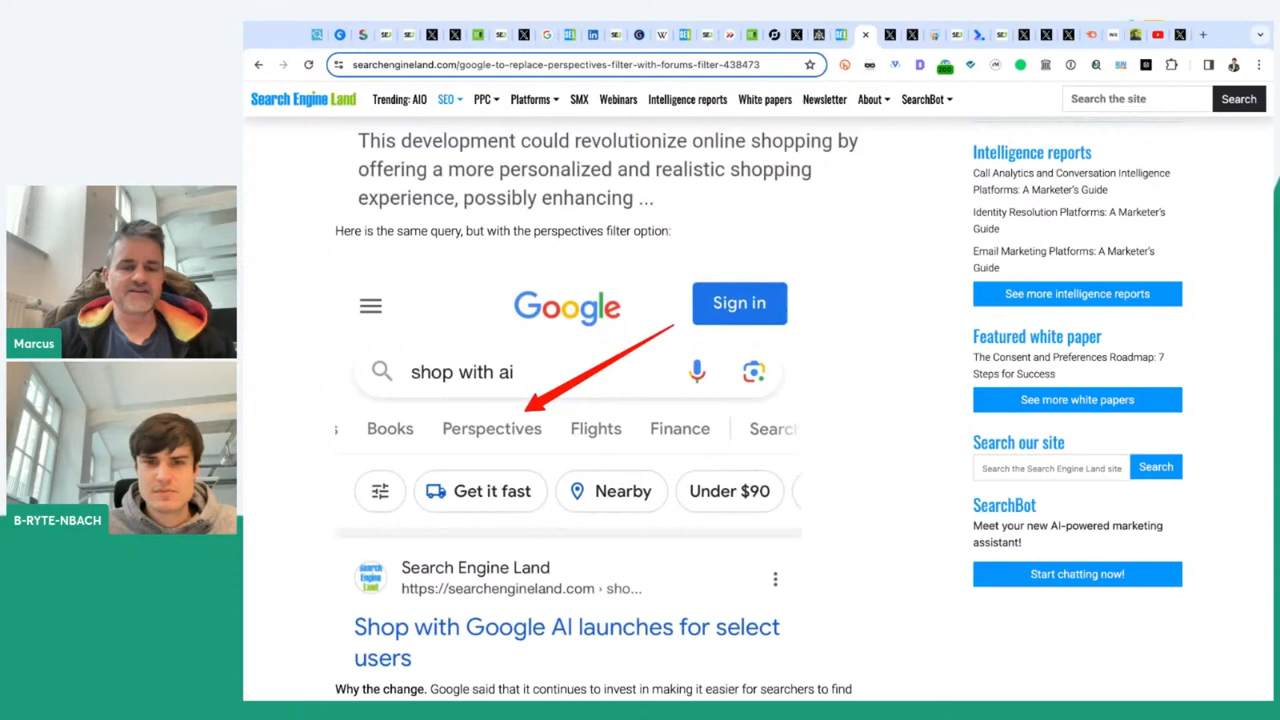 searchengineland.com/google-to-replace-perspectives-filter-with-forums-filter-438473
Search Engine Land
Trending: AIO
SEO
PPC
Platforms
SMX
Webinars
Intelligence reports
White papers
Newsletter
About
SearchBot
Search the site
Search
This development could revolutionize online shopping by
offering a more personalized and realistic shopping
experience, possibly enhancing ...
Here is the same query, but with the perspectives filter option:
Google
Sign in
shop with ai
s
Books
Perspectives
Flights
Finance
Searc
Get it fast
Nearby
Under $90
Search Engine Land
Search Engine Land
https://searchengineland.com › sho...
Shop with Google AI launches for select
users
Why the change. Google said that it continues to invest in making it easier for searchers to find
Intelligence reports
Call Analytics and Conversation Intelligence
Platforms: A Marketer's Guide
Identity Resolution Platforms: A Marketer's
Guide
Email Marketing Platforms: A Marketer's
Guide
See more intelligence reports
Featured white paper
The Consent and Preferences Roadmap: 7
Steps for Success
See more white papers
Search our site
Search the Search Engine Land site
Search
SearchBot
Meet your new AI-powered marketing
assistant!
Start chatting now!
Marcus
B-RYTE-NBACH